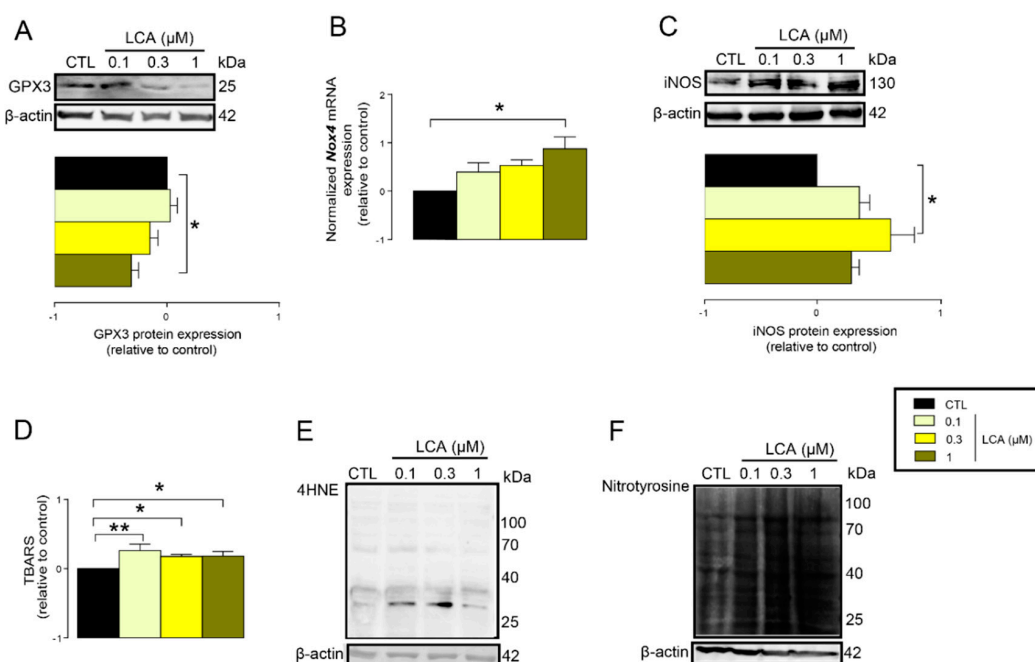 A
LCA (µM)
CTL 0.1 0.3 1 kDa
GPX3 25
β-actin 42
*
-1 0 1
GPX3 protein expression
(relative to control)
B
*
1
0
-1
Normalized Nox4 mRNA
expression
(relative to control)
C
LCA (µM)
CTL 0.1 0.3 1 kDa
iNOS 130
β-actin 42
*
-1 0 1
iNOS protein expression
(relative to control)
D
*
*
**
1
0
-1
TBARS
(relative to control)
E
LCA (µM)
CTL 0.1 0.3 1 kDa
4HNE
100
70
40
25
β-actin 42
F
LCA (µM)
CTL 0.1 0.3 1 kDa
Nitrotyrosine
100
70
40
25
β-actin 42
CTL
0.1
0.3 LCA (µM)
1